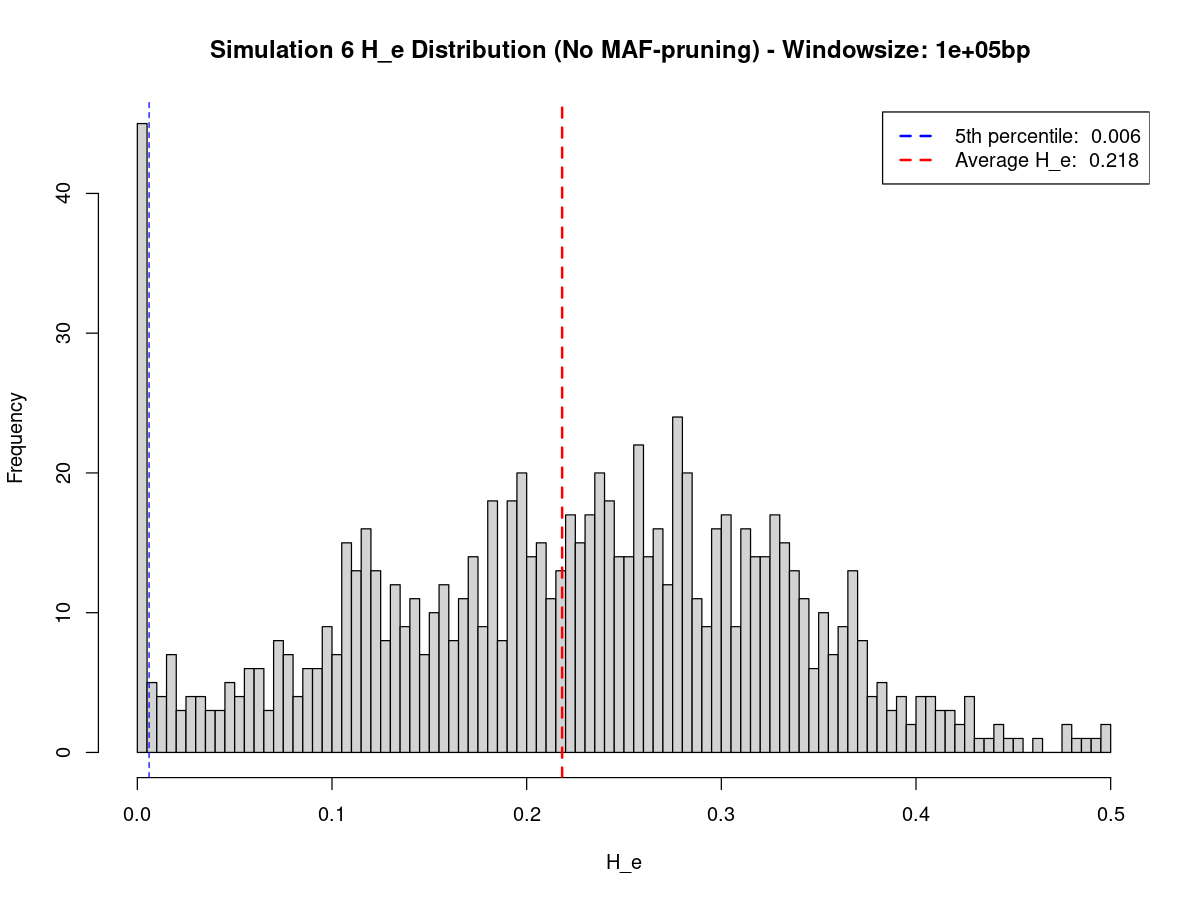 Simulation 6 H_e Distribution (No MAF-pruning) - Windowsize: 1e+05bp
5th percentile: 0.006
Average H_e: 0.218
Frequency
40
30
20
10
0
0.0 0.1 0.2 0.3 0.4 0.5
H_e